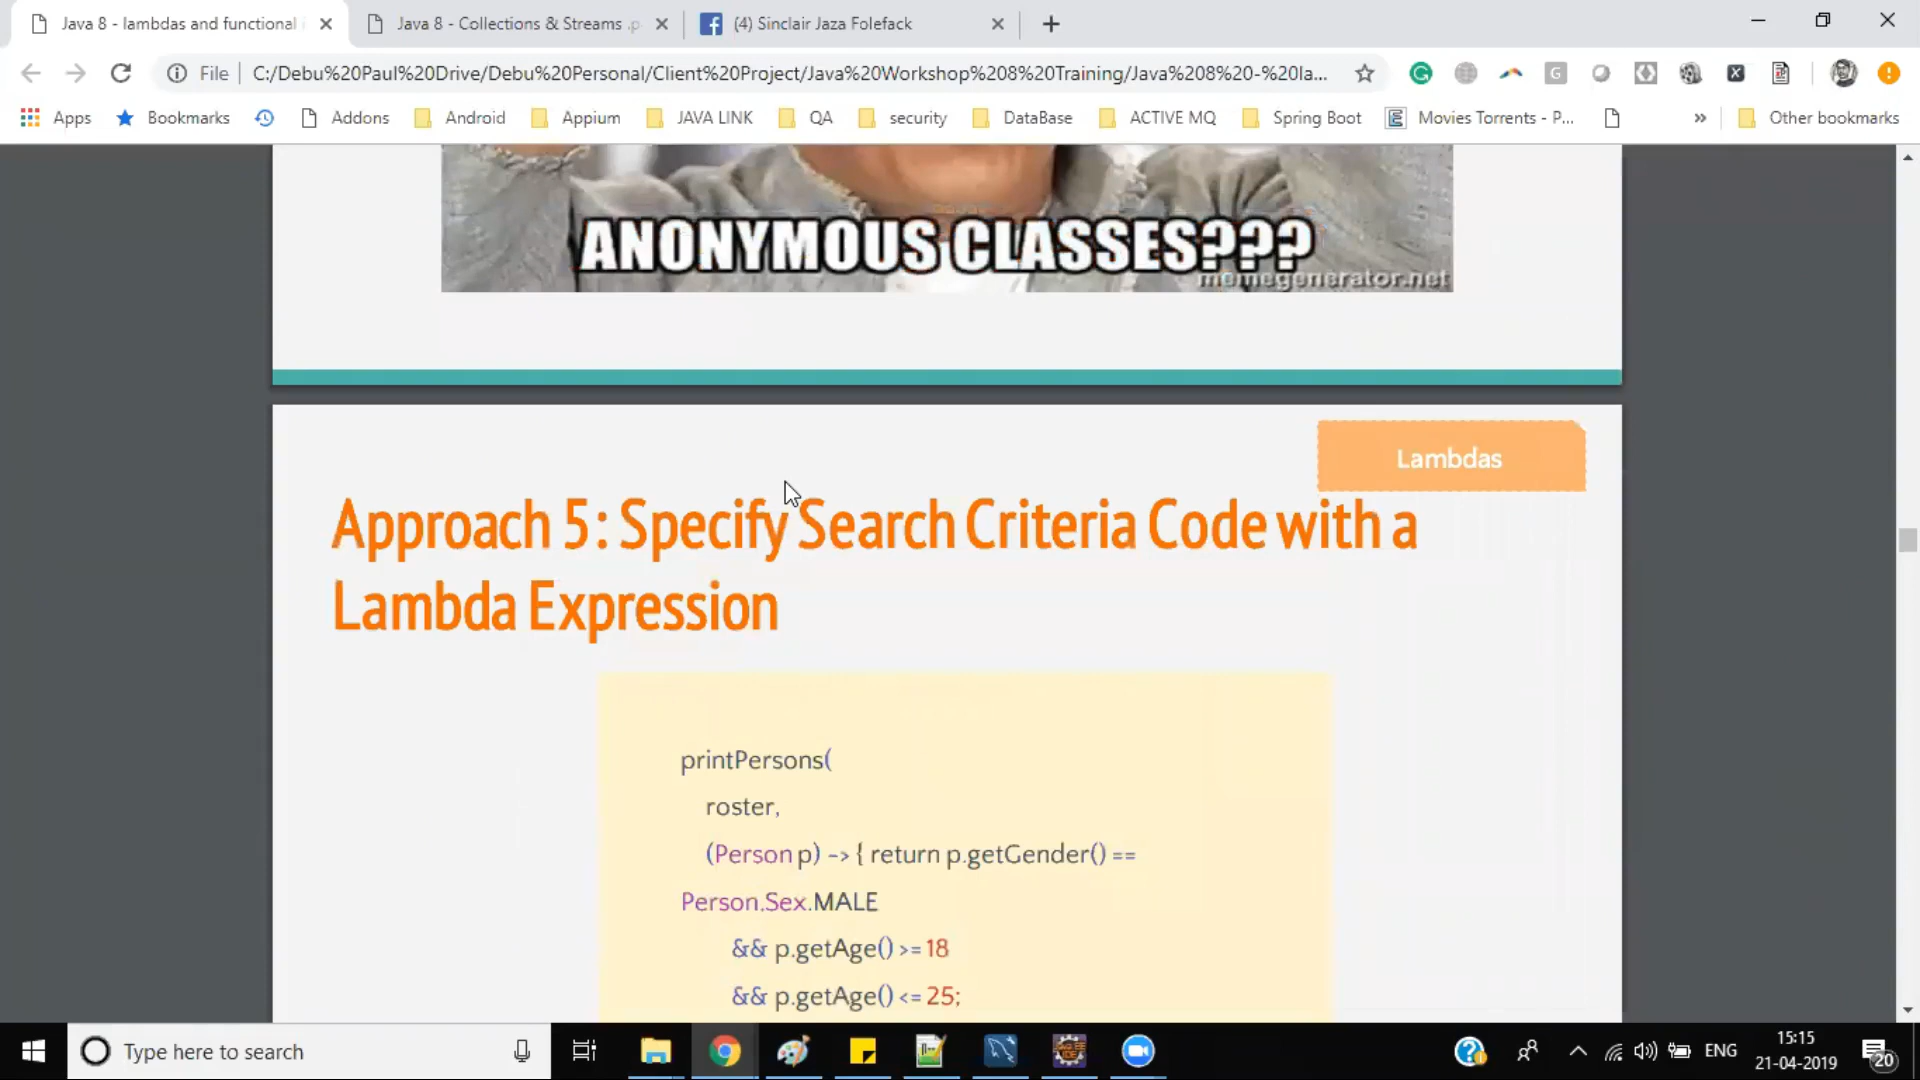 Java 8 - lambdas and functional i
Java 8 - Collections & Streams .p
(4) Sinclair Jaza Folefack
File
C:/Debu%20Paul%20Drive/Debu%20Personal/Client%20Project/Java%20Workshop%208%20Training/Java%208%20-%20la...
Apps
Bookmarks
Addons
Android
Appium
JAVA LINK
QA
security
DataBase
ACTIVE MQ
Spring Boot
Movies Torrents - P...
»
Other bookmarks
ANONYMOUS CLASSES???
memegenerator.net
Lambdas
Approach 5: Specify Search Criteria Code with a
Lambda Expression
printPersons(
roster,
(Person p) -> { return p.getGender() ==
Person.Sex.MALE
&& p.getAge() >= 18
&& p.getAge() <= 25;
Type here to search
ENG
15:15
21-04-2019
20